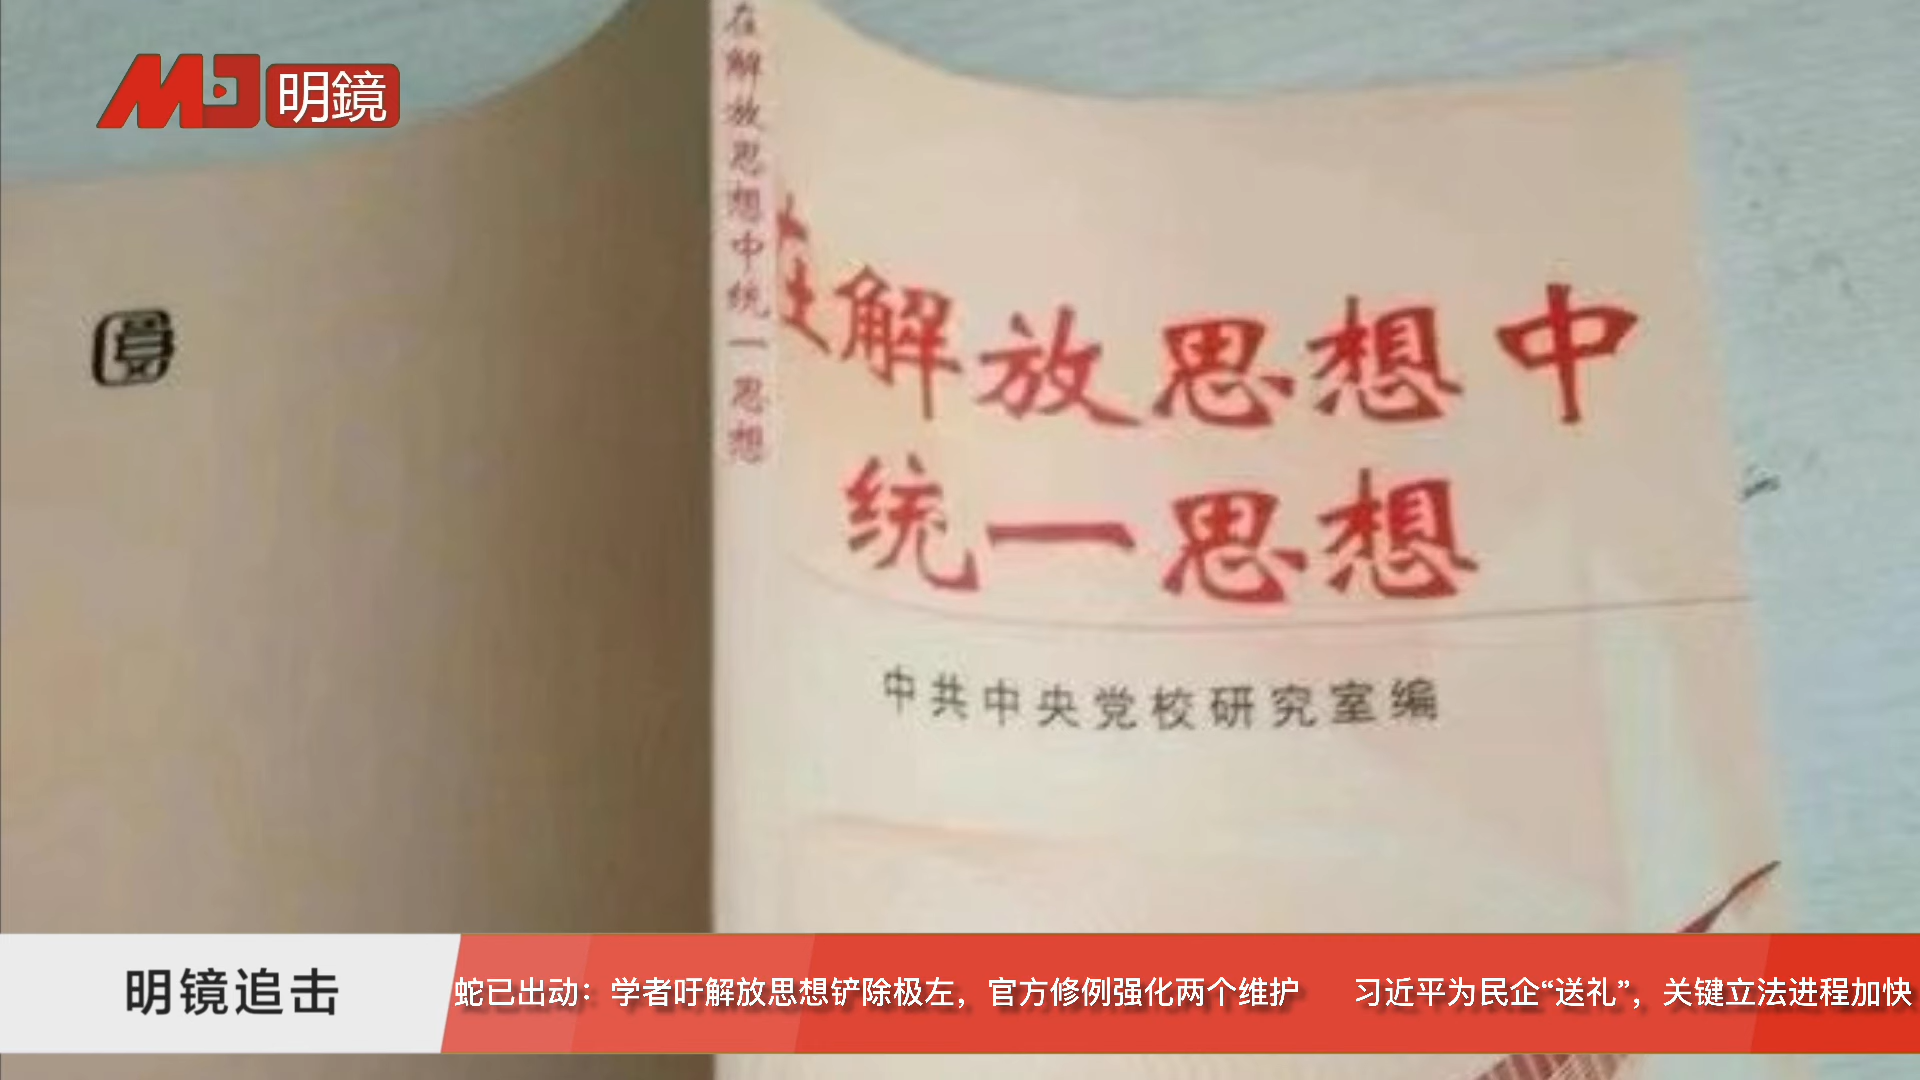 MJ 明鏡
在解放思想中统一思想
在解放思想中
统一思想
中共中央党校研究室编
明镜追击
蛇已出动：学者吁解放思想铲除极左，官方修例强化两个维护 习近平为民企“送礼”，关键立法进程加快